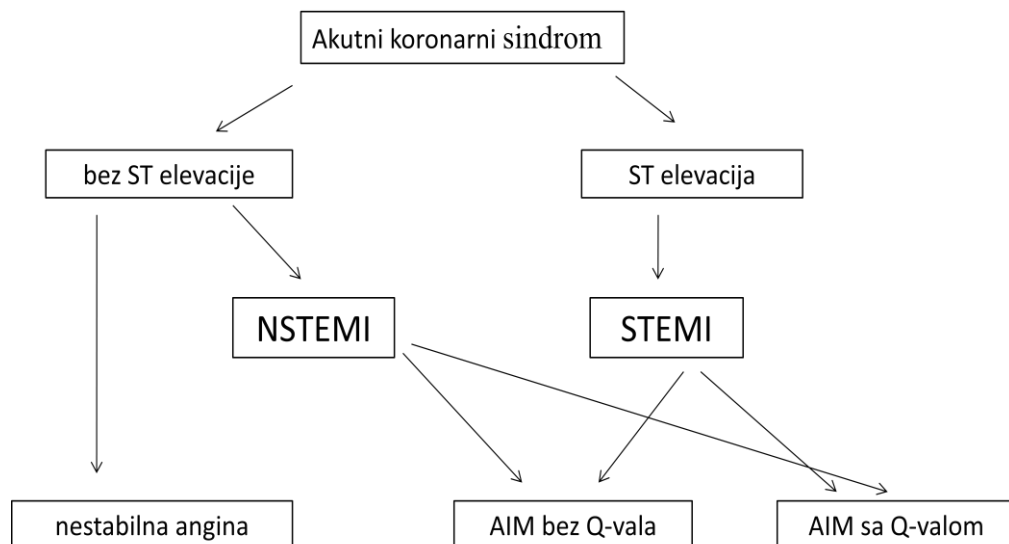 Akutni koronarni sindrom
bez ST elevacije
ST elevacija
NSTEMI
STEMI
nestabilna angina
AIM bez Q-vala
AIM sa Q-valom